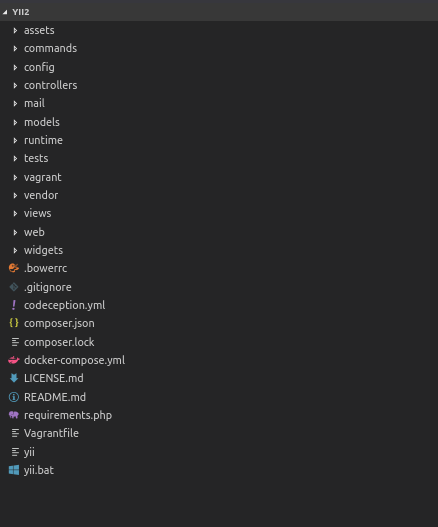 YII2
assets
commands
config
controllers
mail
models
runtime
tests
vagrant
vendor
views
web
widgets
.bowerrc
.gitignore
codeception.yml
composer.json
composer.lock
docker-compose.yml
LICENSE.md
README.md
requirements.php
Vagrantfile
yii
yii.bat